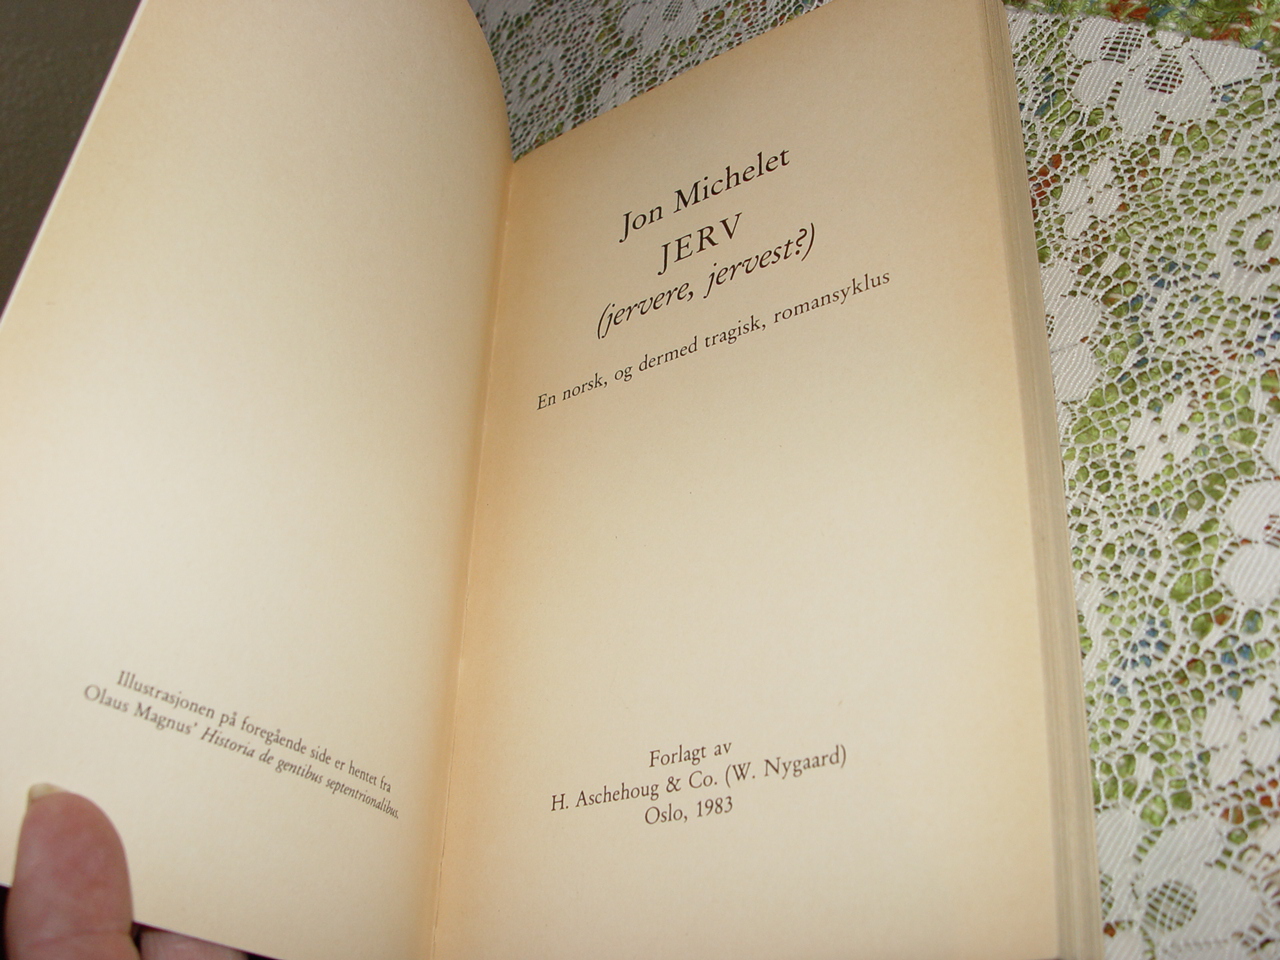 Illustrasjonen på foregående side er hentet fra
Olaus Magnus' Historia de gentibus septentrionalibus.
Jon Michelet
JERV
(jervere, jervest?)
En norsk, og dermed tragisk, romansyklus
Forlagt av
H. Aschehoug & Co. (W. Nygaard)
Oslo, 1983